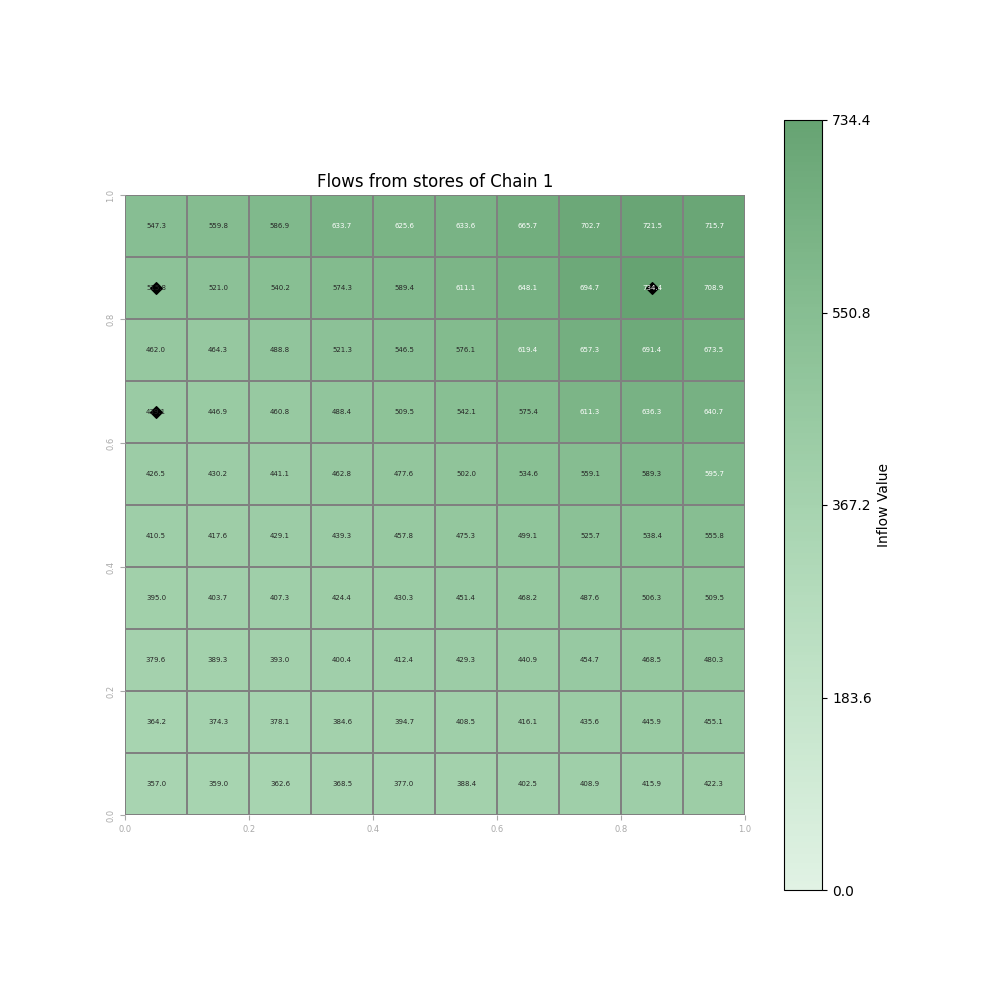 734.4
Flows from stores of Chain 1
1.0
547.3 559.8 586.9 633.7 625.6 633.6 665.7 702.7 721.5 715.7
521.0 540.2 574.3 589.4 611.1 648.1 694.7 734.4 708.9
0.8
550.8
462.0 464.3 488.8 521.3 546.5 576.1 619.4 657.3 691.4 673.5
446.9 460.8 488.4 509.5 542.1 575.4 611.3 636.3 640.7
0.6
426.5 430.2 441.1 462.8 477.6 502.0 534.6 559.1 589.3 595.7
367.2
Inflow Value
410.5 417.6 429.1 439.3 457.8 475.3 499.1 525.7 538.4 555.8
0.4
395.0 403.7 407.3 424.4 430.3 451.4 468.2 487.6 506.3 509.5
379.6 389.3 393.0 400.4 412.4 429.3 440.9 454.7 468.5 480.3
0.2
183.6
364.2 374.3 378.1 384.6 394.7 408.5 416.1 435.6 445.9 455.1
357.0 359.0 362.6 368.5 377.0 388.4 402.5 408.9 415.9 422.3
0.0
0.0 0.2 0.4 0.6 0.8 1.0
0.0